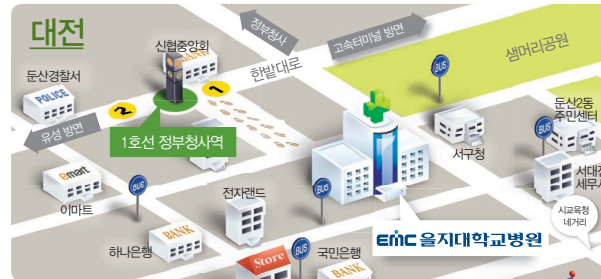 대전
정부청사
고속터미널 방면
신협중앙회
BANK
한밭대로
샘머리공원
둔산경찰서
POLICE
BUS
2
1
유성 방면
1호선 정부청사역
둔산2동
주민센터
BUS
서구청
emart
이마트
BUS
전자랜드
BUS
서대전
세무서
시교육청
네거리
EMC 을지대학교병원
하나은행
BANK
Store
BUS
국민은행
BANK